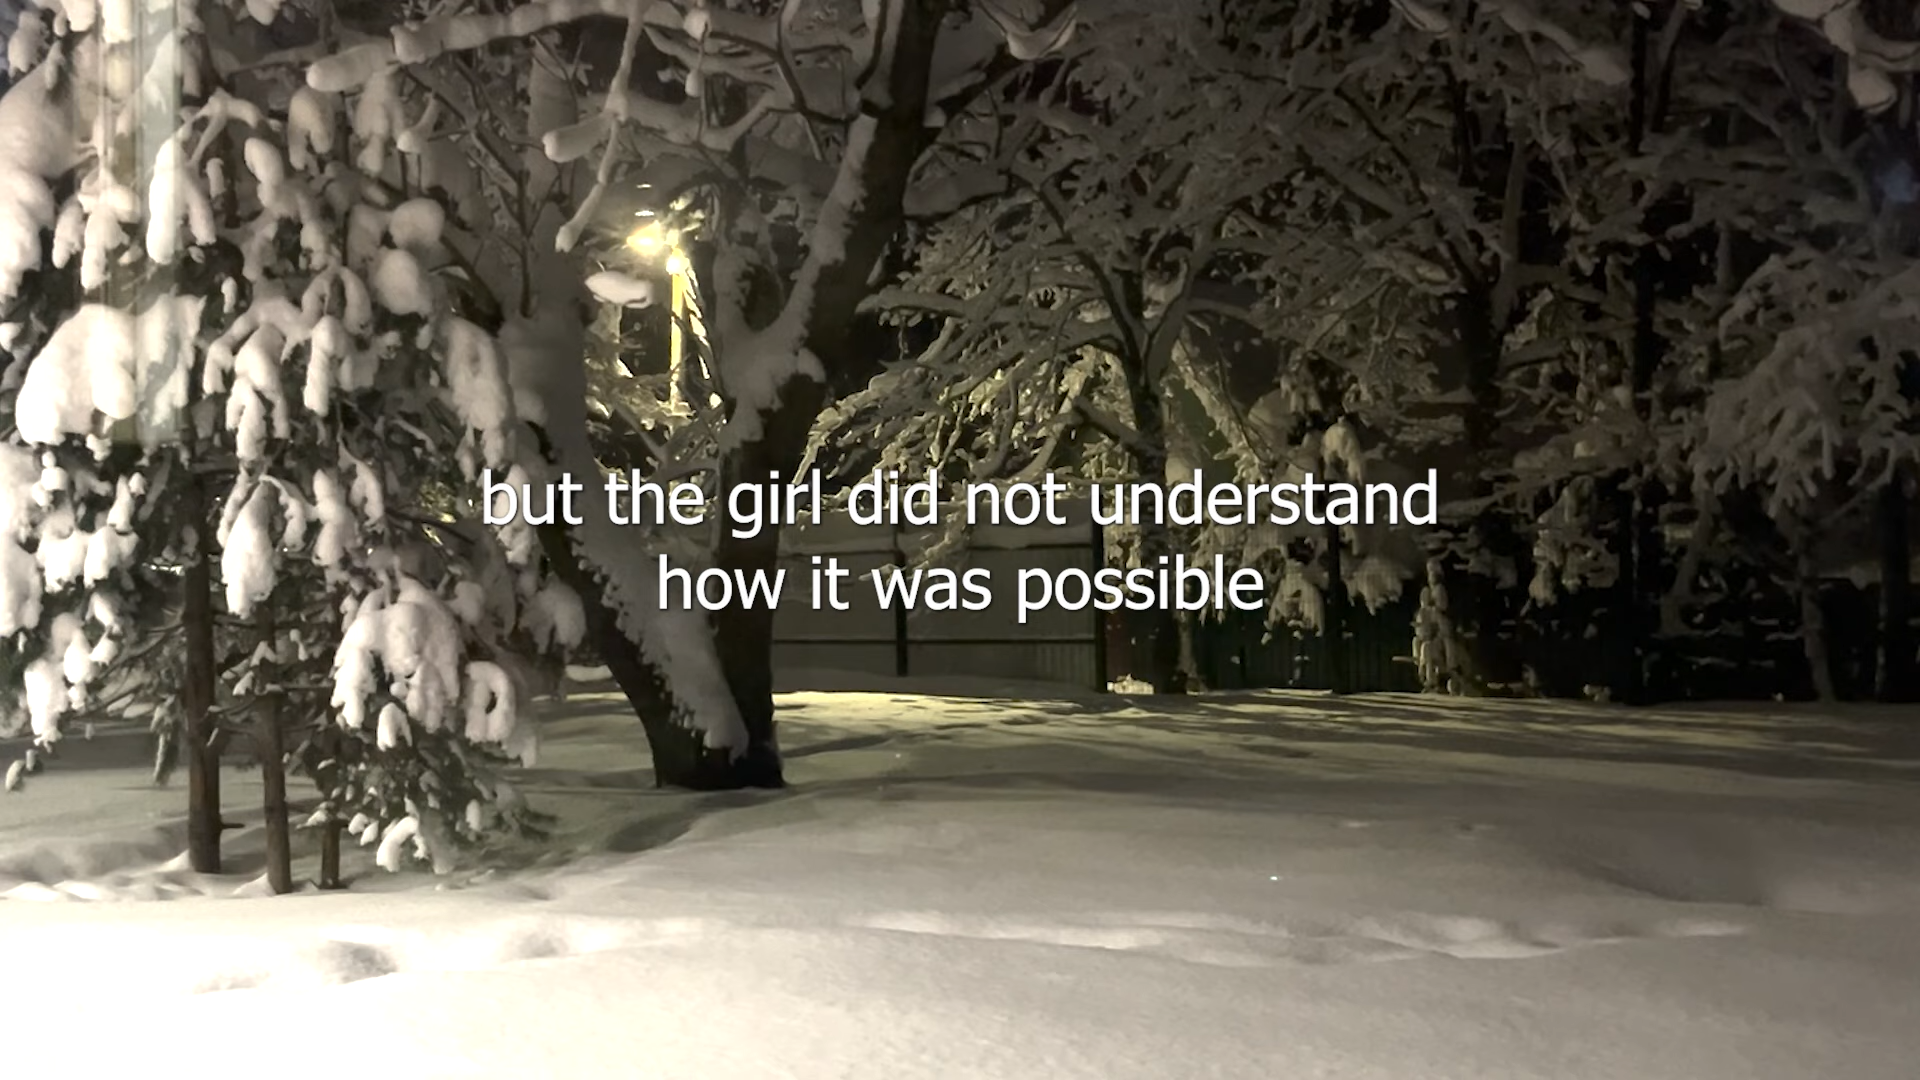 but the girl did not understand
how it was possible